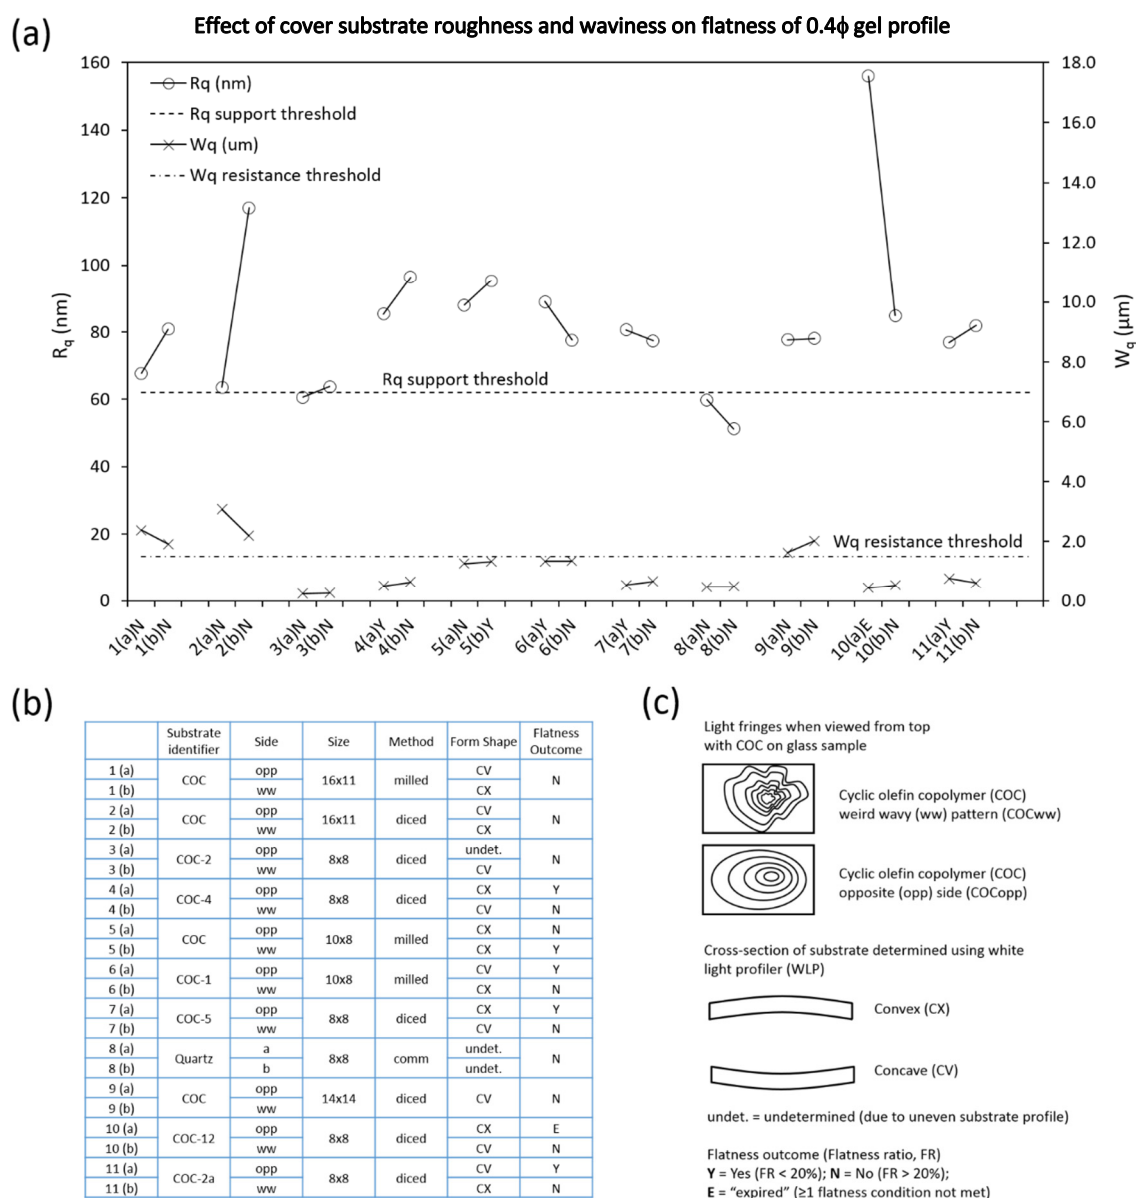 (a)
Effect of cover substrate roughness and waviness on flatness of 0.4ϕ gel profile
160
140
120
100
80
60
40
20
0
Rq (nm)
18.0
16.0
14.0
12.0
10.0
8.0
6.0
4.0
2.0
0.0
Wq (µm)
Rq (nm)
Rq support threshold
Wq (um)
Wq resistance threshold
Rq support threshold
Wq resistance threshold
1(a)N
1(b)N
2(a)N
2(b)N
3(a)N
3(b)N
4(a)Y
4(b)N
5(a)N
5(b)Y
6(a)Y
6(b)N
7(a)Y
7(b)N
8(a)N
8(b)N
9(a)N
9(b)N
10(a)E
10(b)N
11(a)Y
11(b)N
(b)
Substrate identifier Side Size Method Form Shape Flatness Outcome
1 (a) COC opp 16x11 milled CV N
1 (b) ww CX
2 (a) COC opp 16x11 diced CV N
2 (b) ww CX
3 (a) COC-2 opp 8x8 diced undet. N
3 (b) ww CV
4 (a) COC-4 opp 8x8 diced CX Y
4 (b) ww CV N
5 (a) COC opp 10x8 milled CX N
5 (b) ww CX Y
6 (a) COC-1 opp 10x8 milled CV Y
6 (b) ww CX N
7 (a) COC-5 opp 8x8 diced CX Y
7 (b) ww CV N
8 (a) Quartz a 8x8 comm undet. N
8 (b) b undet.
9 (a) COC opp 14x14 diced CV N
9 (b) ww
10 (a) COC-12 opp 8x8 diced CX E
10 (b) ww CV N
11 (a) COC-2a opp 8x8 diced CV Y
11 (b) ww CX N
(c)
Light fringes when viewed from top
with COC on glass sample
Cyclic olefin copolymer (COC)
weird wavy (ww) pattern (COCww)
Cyclic olefin copolymer (COC)
opposite (opp) side (COCopp)
Cross-section of substrate determined using white
light profiler (WLP)
Convex (CX)
Concave (CV)
undet. = undetermined (due to uneven substrate profile)
Flatness outcome (Flatness ratio, FR)
Y = Yes (FR < 20%); N = No (FR > 20%);
E = “expired” (≥1 flatness condition not met)